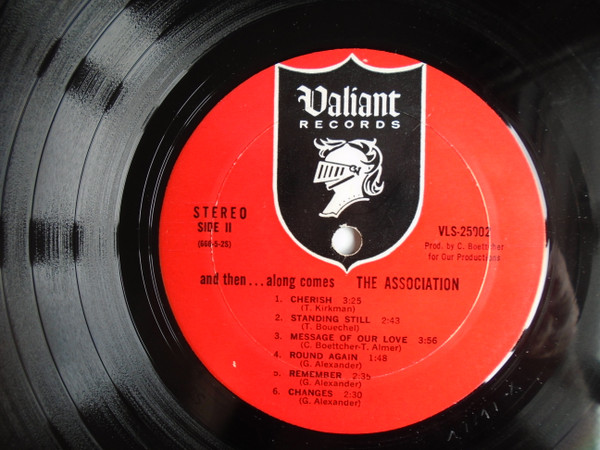 Valiant
RECORDS
STEREO
SIDE II
(668-5-25)
VLS-25002
Prod. by C. Boettcher
for Our Productions
and then...along comes THE ASSOCIATION
1. CHERISH 3:25
(T. Kirkman)
2. STANDING STILL 2:43
(T. Bouechel)
3. MESSAGE OF OUR LOVE 3:56
(C. Boettcher-T. Almer)
4. ROUND AGAIN 1:48
(G. Alexander)
5. REMEMBER 2:35
(G. Alexander)
6. CHANGES 2:30
(G. Alexander)